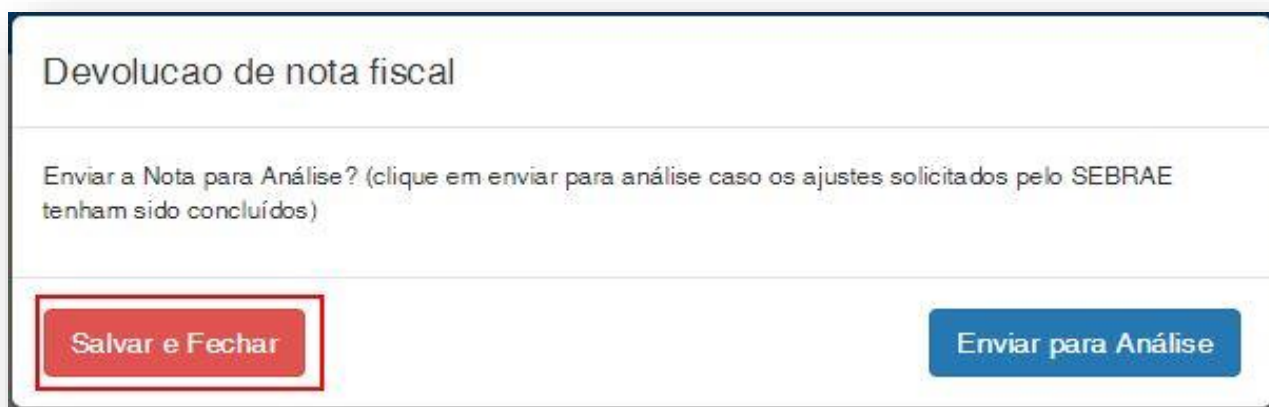 Devolucao de nota fiscal
Enviar a Nota para Análise? (clique em enviar para análise caso os ajustes solicitados pelo SEBRAE
tenham sido concluídos)
Salvar e Fechar
Enviar para Análise